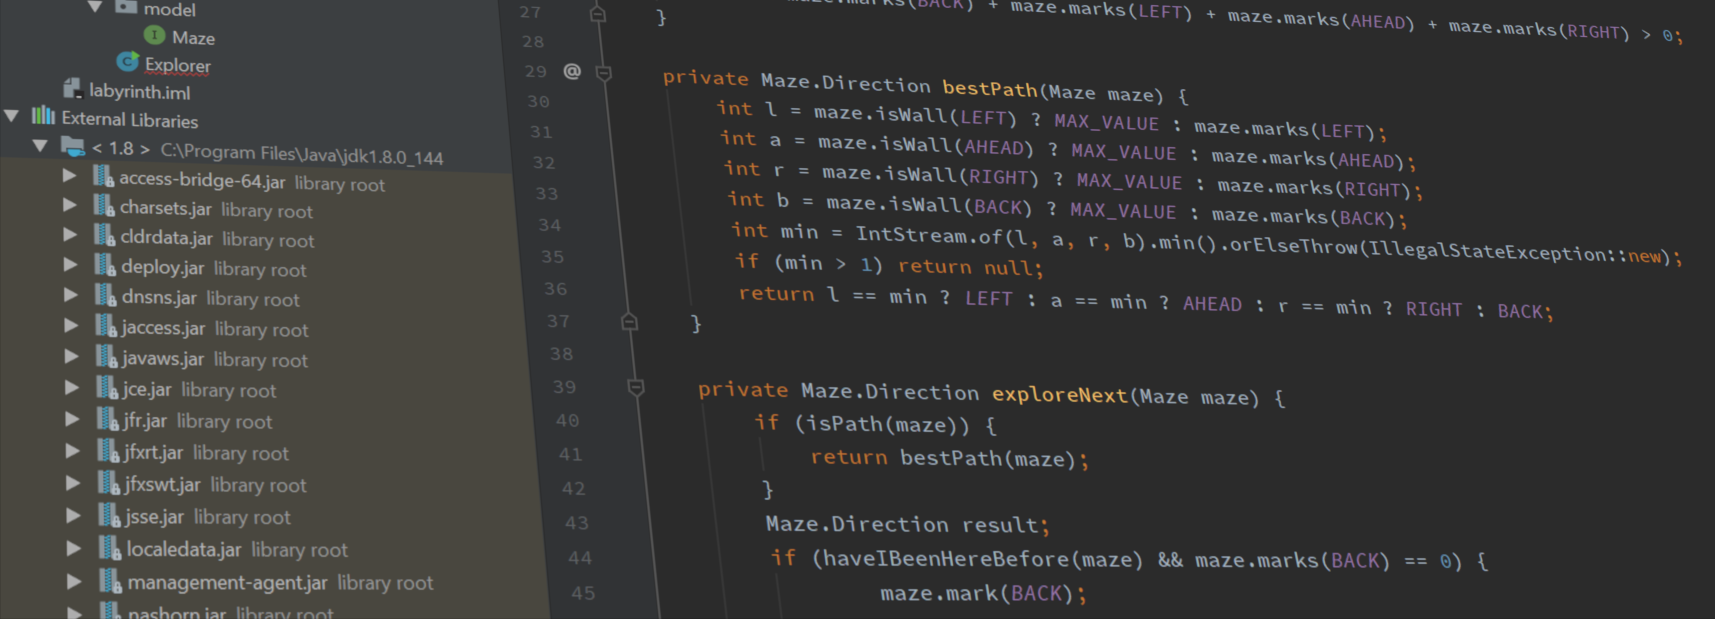 model
Maze
Explorer
labyrinth.iml
External Libraries
< 1.8 > C:\Program Files\Java\jdk1.8.0_144
access-bridge-64.jar library root
charsets.jar library root
cldrdata.jar library root
deploy.jar library root
dnsns.jar library root
jaccess.jar library root
javaws.jar library root
jce.jar library root
jfr.jar library root
jfxrt.jar library root
jfxswt.jar library root
jsse.jar library root
localedata.jar library root
management-agent.jar library root
nashorn.jar library root
maze.marks(BACK) + maze.marks(LEFT) + maze.marks(AHEAD) + maze.marks(RIGHT) > 0;
27 }
28
29 @ private Maze.Direction bestPath(Maze maze) {
30 int l = maze.isWall(LEFT) ? MAX_VALUE : maze.marks(LEFT);
31 int a = maze.isWall(AHEAD) ? MAX_VALUE : maze.marks(AHEAD);
32 int r = maze.isWall(RIGHT) ? MAX_VALUE : maze.marks(RIGHT);
33 int b = maze.isWall(BACK) ? MAX_VALUE : maze.marks(BACK);
34 int min = IntStream.of(l, a, r, b).min().orElseThrow(IllegalStateException::new);
35 if (min > 1) return null;
36 return l == min ? LEFT : a == min ? AHEAD : r == min ? RIGHT : BACK;
37 }
38
39 private Maze.Direction exploreNext(Maze maze) {
40 if (isPath(maze)) {
41 return bestPath(maze);
42 }
43 Maze.Direction result;
44 if (haveIBeenHereBefore(maze) && maze.marks(BACK) == 0) {
45 maze.mark(BACK);